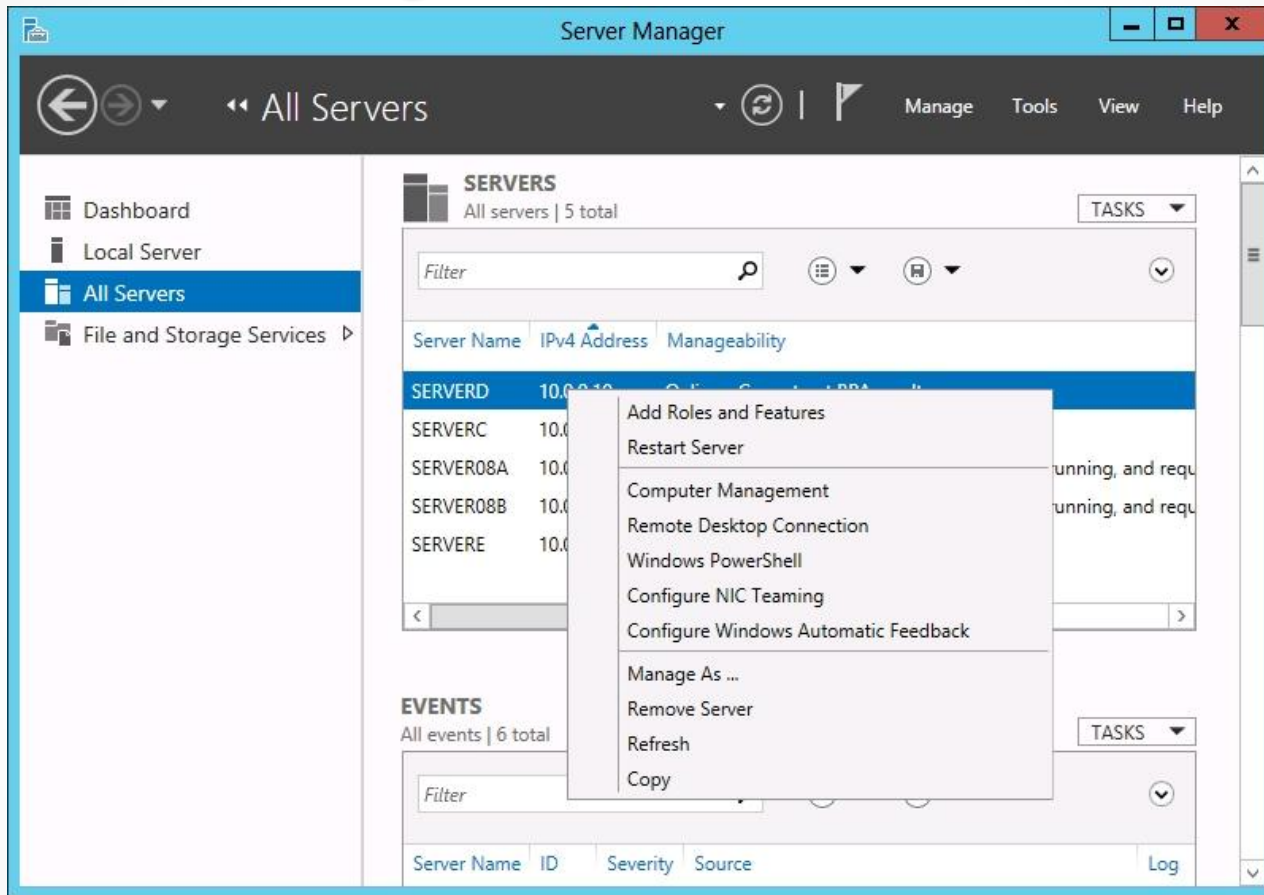 Server Manager
All Servers
Manage Tools View Help
Dashboard
Local Server
All Servers
File and Storage Services
SERVERS
All servers | 5 total
TASKS
Filter
Server Name IPv4 Address Manageability
SERVERD
SERVERC
SERVER08A unning, and requ
SERVER08B unning, and requ
SERVERE
Add Roles and Features
Restart Server
Computer Management
Remote Desktop Connection
Windows PowerShell
Configure NIC Teaming
Configure Windows Automatic Feedback
Manage As ...
Remove Server
Refresh
Copy
EVENTS
All events | 6 total
TASKS
Filter
Server Name ID Severity Source Log